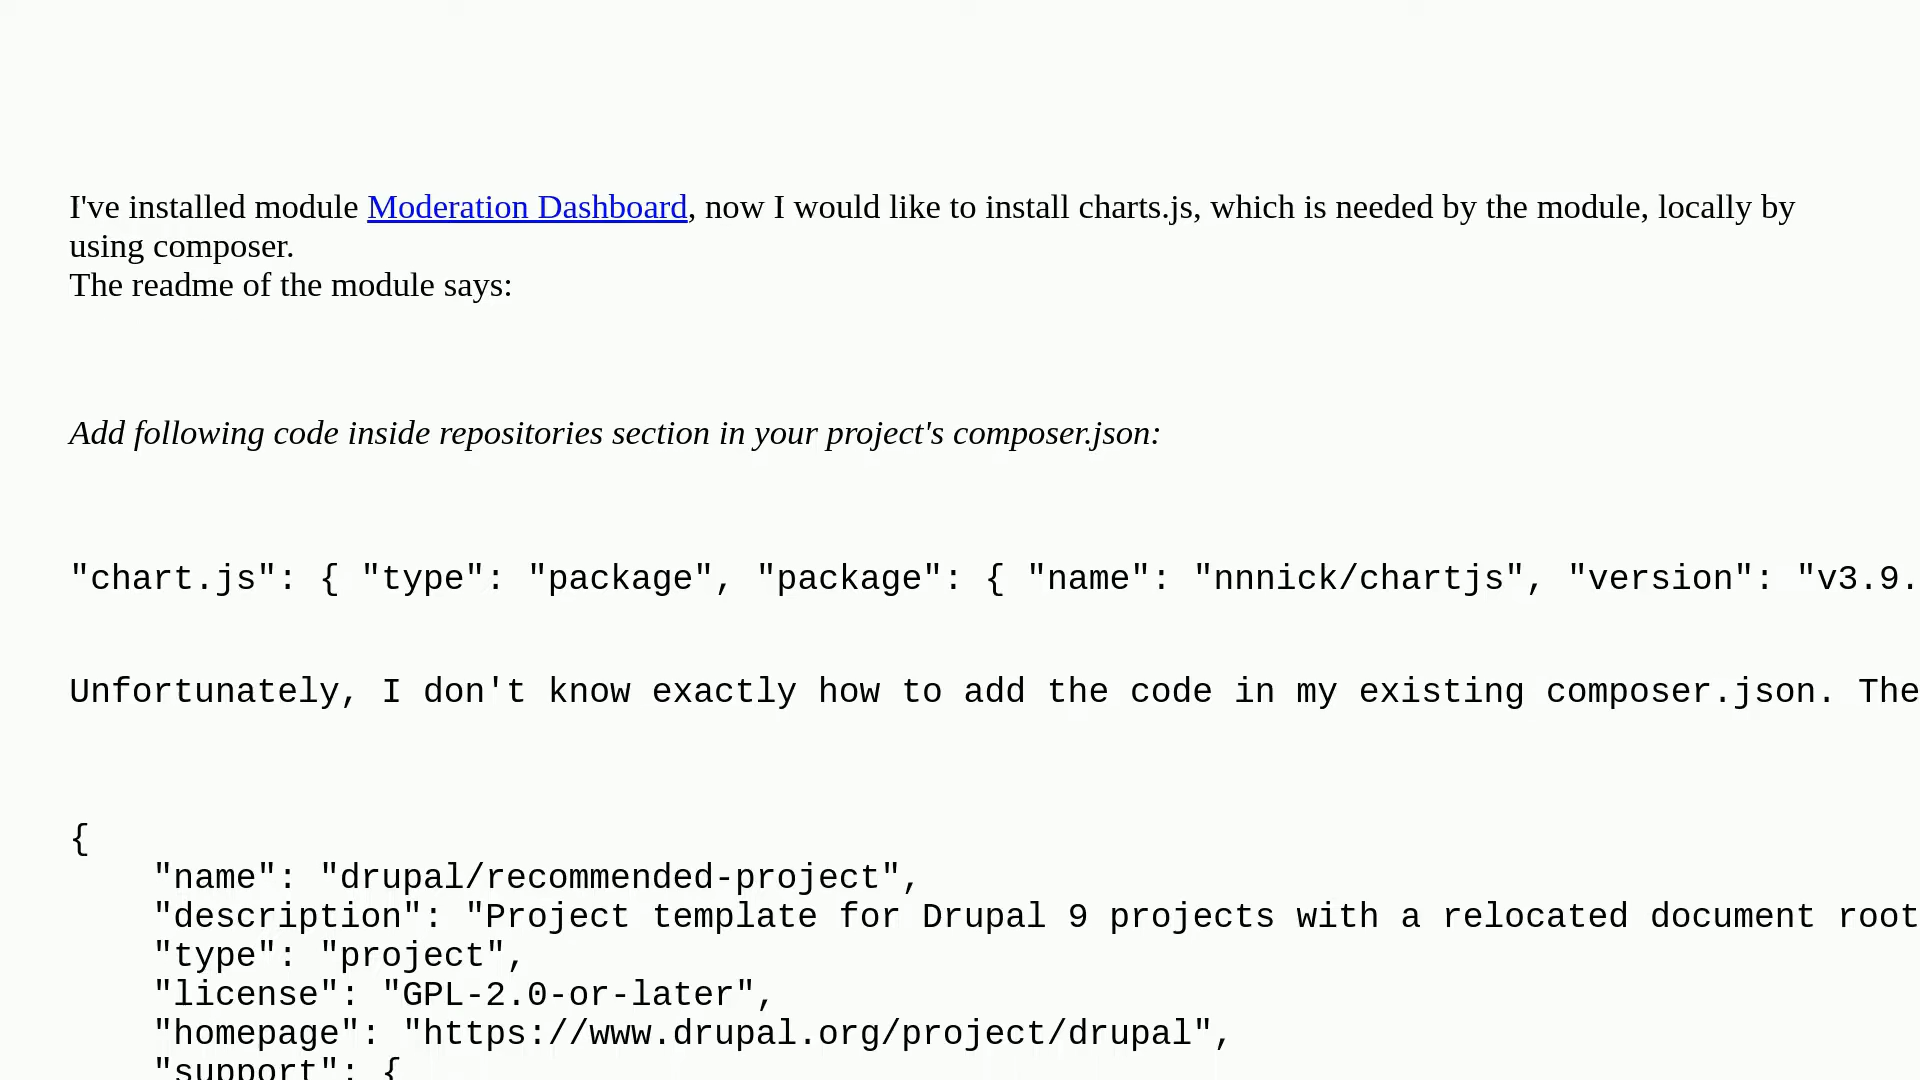 I've installed module Moderation Dashboard, now I would like to install charts.js, which is needed by the module, locally by
using composer.
The readme of the module says:
Add following code inside repositories section in your project's composer.json:
"chart.js": { "type": "package", "package": { "name": "nnnick/chartjs", "version": "v3.9.
Unfortunately, I don't know exactly how to add the code in my existing composer.json. The
{
    "name": "drupal/recommended-project",
    "description": "Project template for Drupal 9 projects with a relocated document root
    "type": "project",
    "license": "GPL-2.0-or-later",
    "homepage": "https://www.drupal.org/project/drupal",
    "support": {